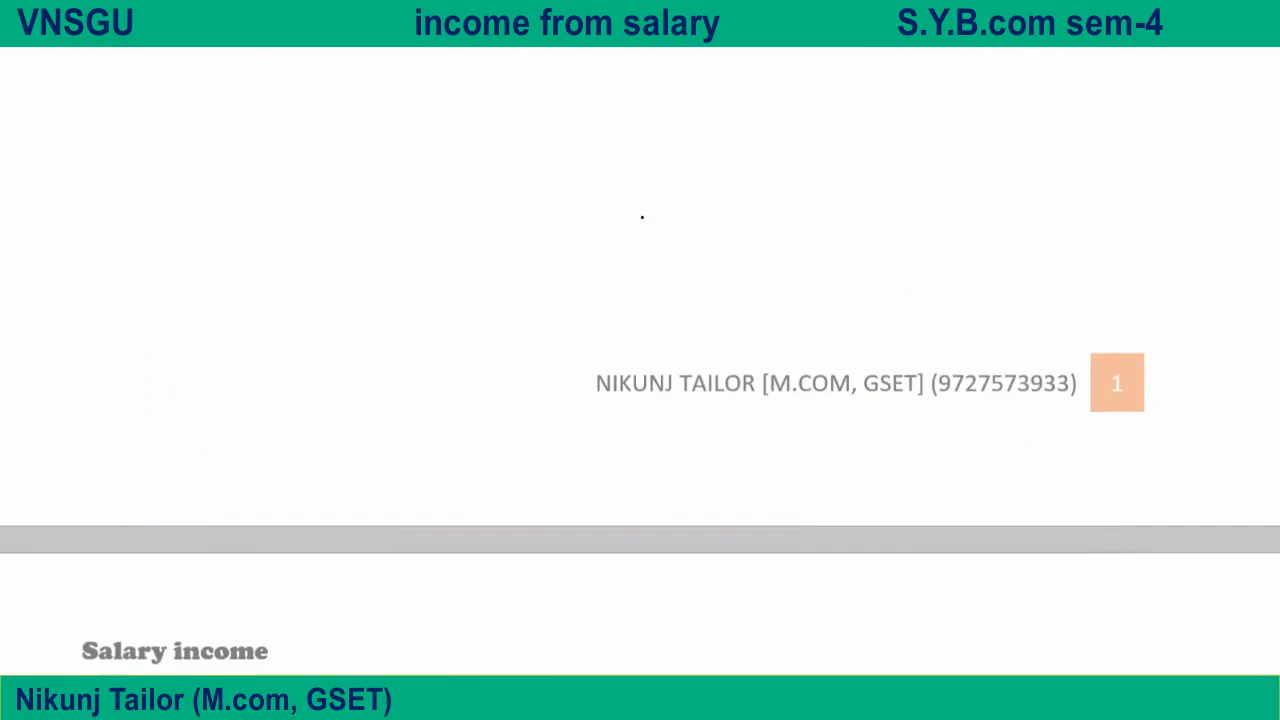 VNSGU income from salary S.Y.B.com sem-4
NIKUNJ TAILOR [M.COM, GSET] (9727573933) 1
Salary income
Nikunj Tailor (M.com, GSET)